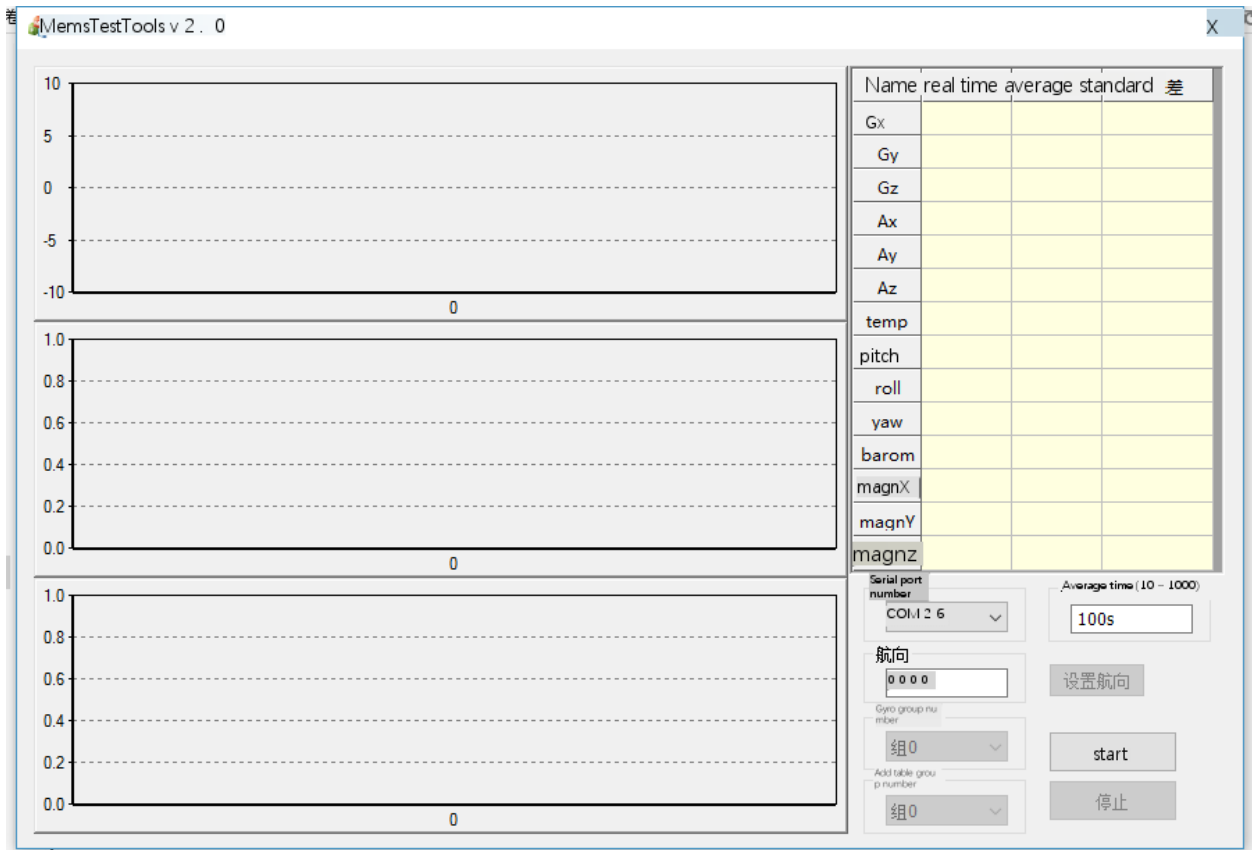 MemsTestTools v 2 . 0
X
10
5
0
-5
-10
0
1.0
0.8
0.6
0.4
0.2
0.0
0
1.0
0.8
0.6
0.4
0.2
0.0
0
Name real time average standard 差
Gx
Gy
Gz
Ax
Ay
Az
temp
pitch
roll
yaw
barom
magnX
magnY
magnz
Serial port
number
COM 2 6
Average time (10 – 1000)
100s
航向
0 0 0 0
设置航向
Gyro group nu
mber
组0
start
Add table grou
p number
组0
停止